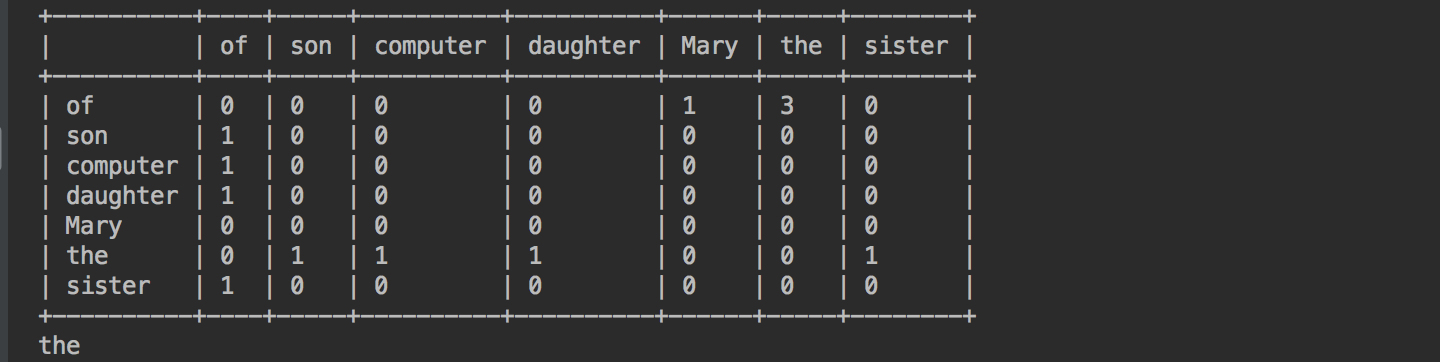 +----------+----+-----+----------+----------+------+-----+--------+
|          | of | son | computer | daughter | Mary | the | sister |
+----------+----+-----+----------+----------+------+-----+--------+
| of       | 0  | 0   | 0        | 0        | 1    | 3   | 0      |
| son      | 1  | 0   | 0        | 0        | 0    | 0   | 0      |
| computer | 1  | 0   | 0        | 0        | 0    | 0   | 0      |
| daughter | 1  | 0   | 0        | 0        | 0    | 0   | 0      |
| Mary     | 0  | 0   | 0        | 0        | 0    | 0   | 0      |
| the      | 0  | 1   | 1        | 1        | 0    | 0   | 1      |
| sister   | 1  | 0   | 0        | 0        | 0    | 0   | 0      |
+----------+----+-----+----------+----------+------+-----+--------+
the